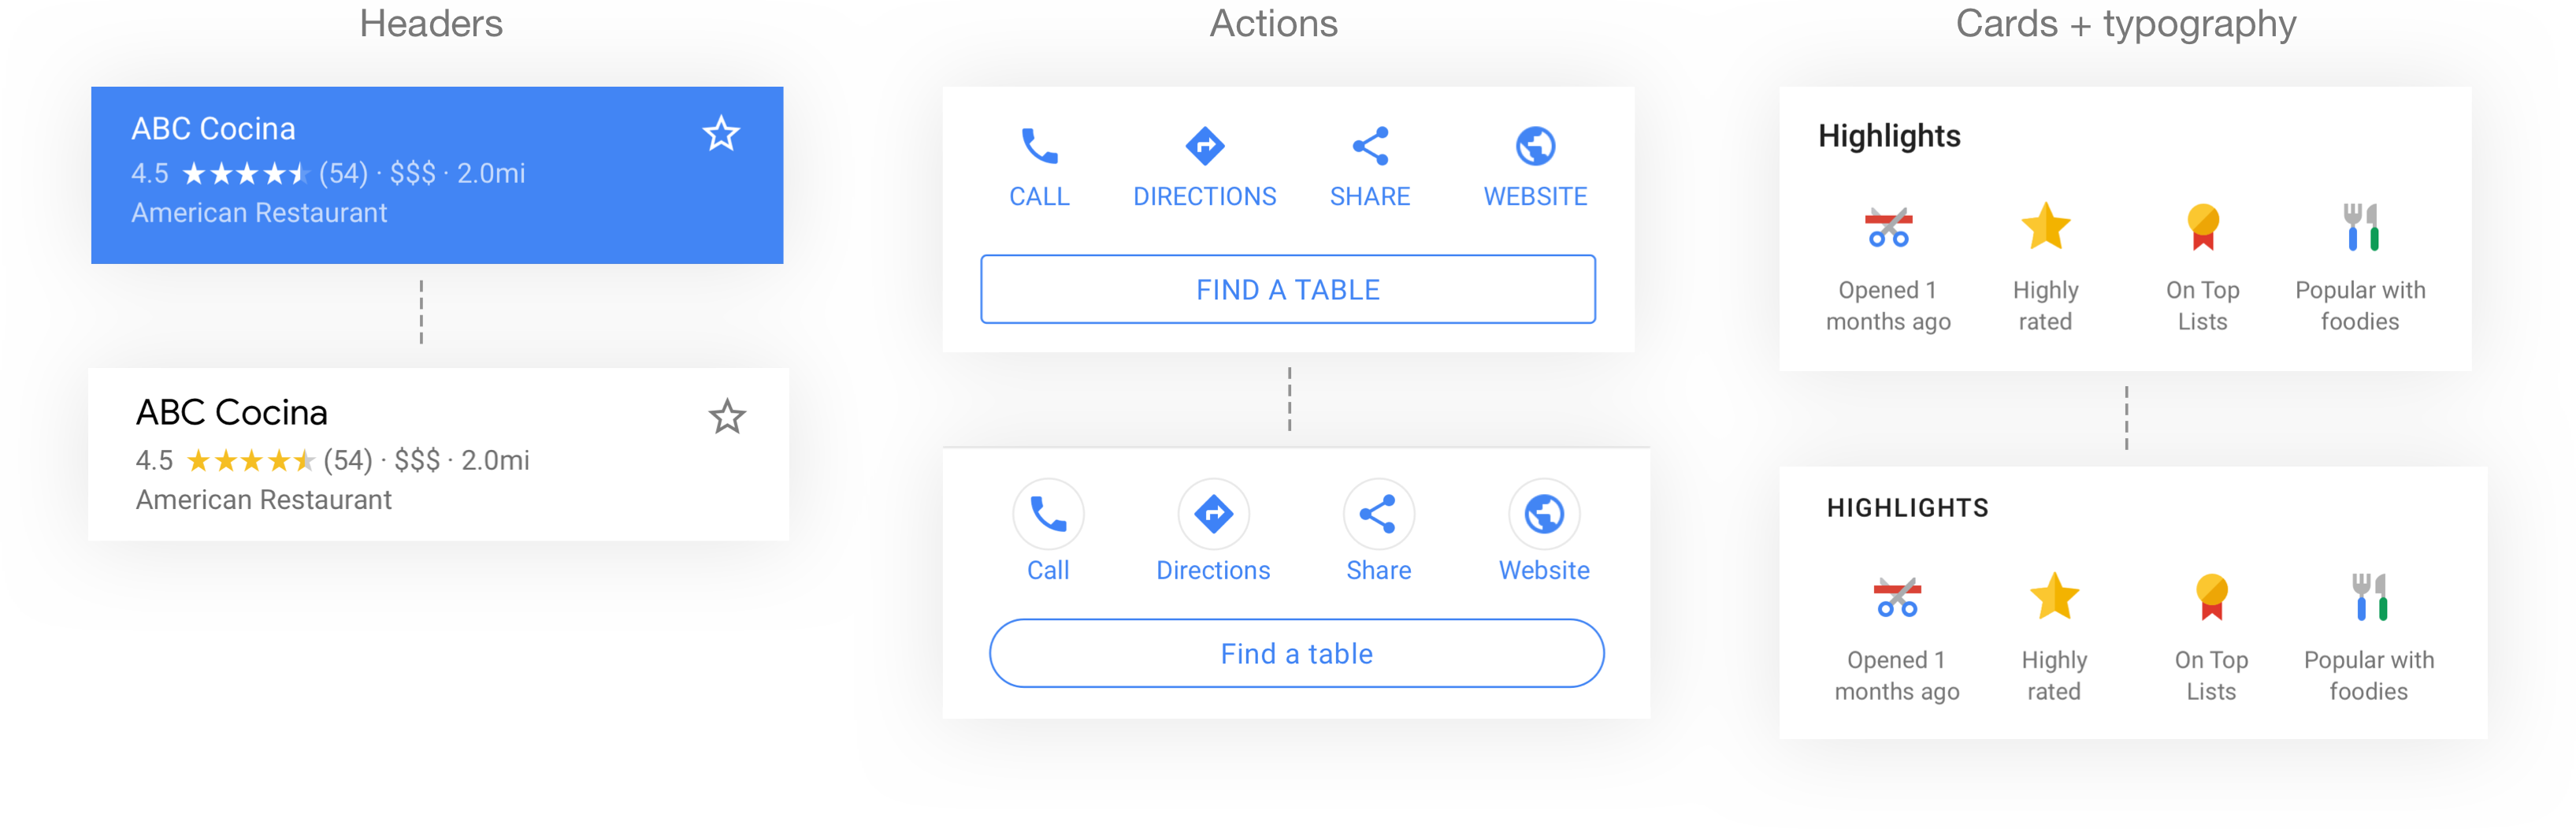 Headers
ABC Cocina
4.5 ★★★★⯨ (54) · $$$ · 2.0mi
American Restaurant
ABC Cocina
4.5 ★★★★⯨ (54) · $$$ · 2.0mi
American Restaurant
Actions
CALL DIRECTIONS SHARE WEBSITE
FIND A TABLE
Call Directions Share Website
Find a table
Cards + typography
Highlights
Opened 1 Highly On Top Popular with
months ago rated Lists foodies
HIGHLIGHTS
Opened 1 Highly On Top Popular with
months ago rated Lists foodies